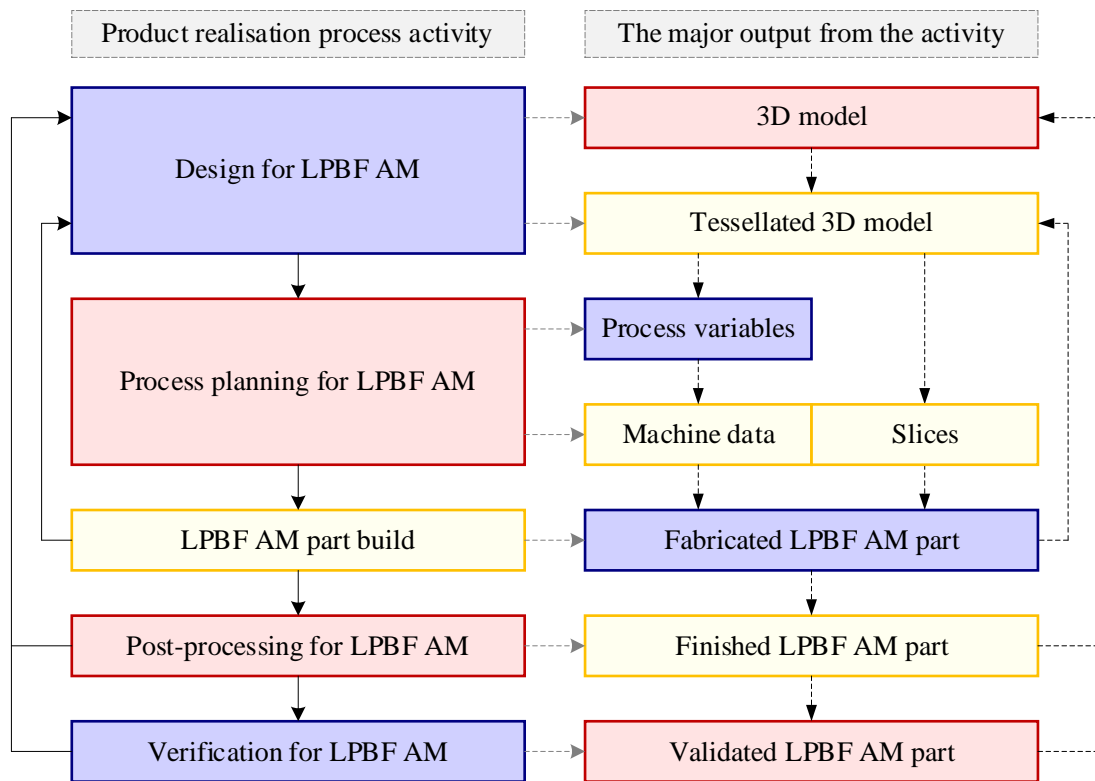 Product realisation process activity
The major output from the activity
Design for LPBF AM
3D model
Tessellated 3D model
Process planning for LPBF AM
Process variables
Machine data
Slices
LPBF AM part build
Fabricated LPBF AM part
Post-processing for LPBF AM
Finished LPBF AM part
Verification for LPBF AM
Validated LPBF AM part